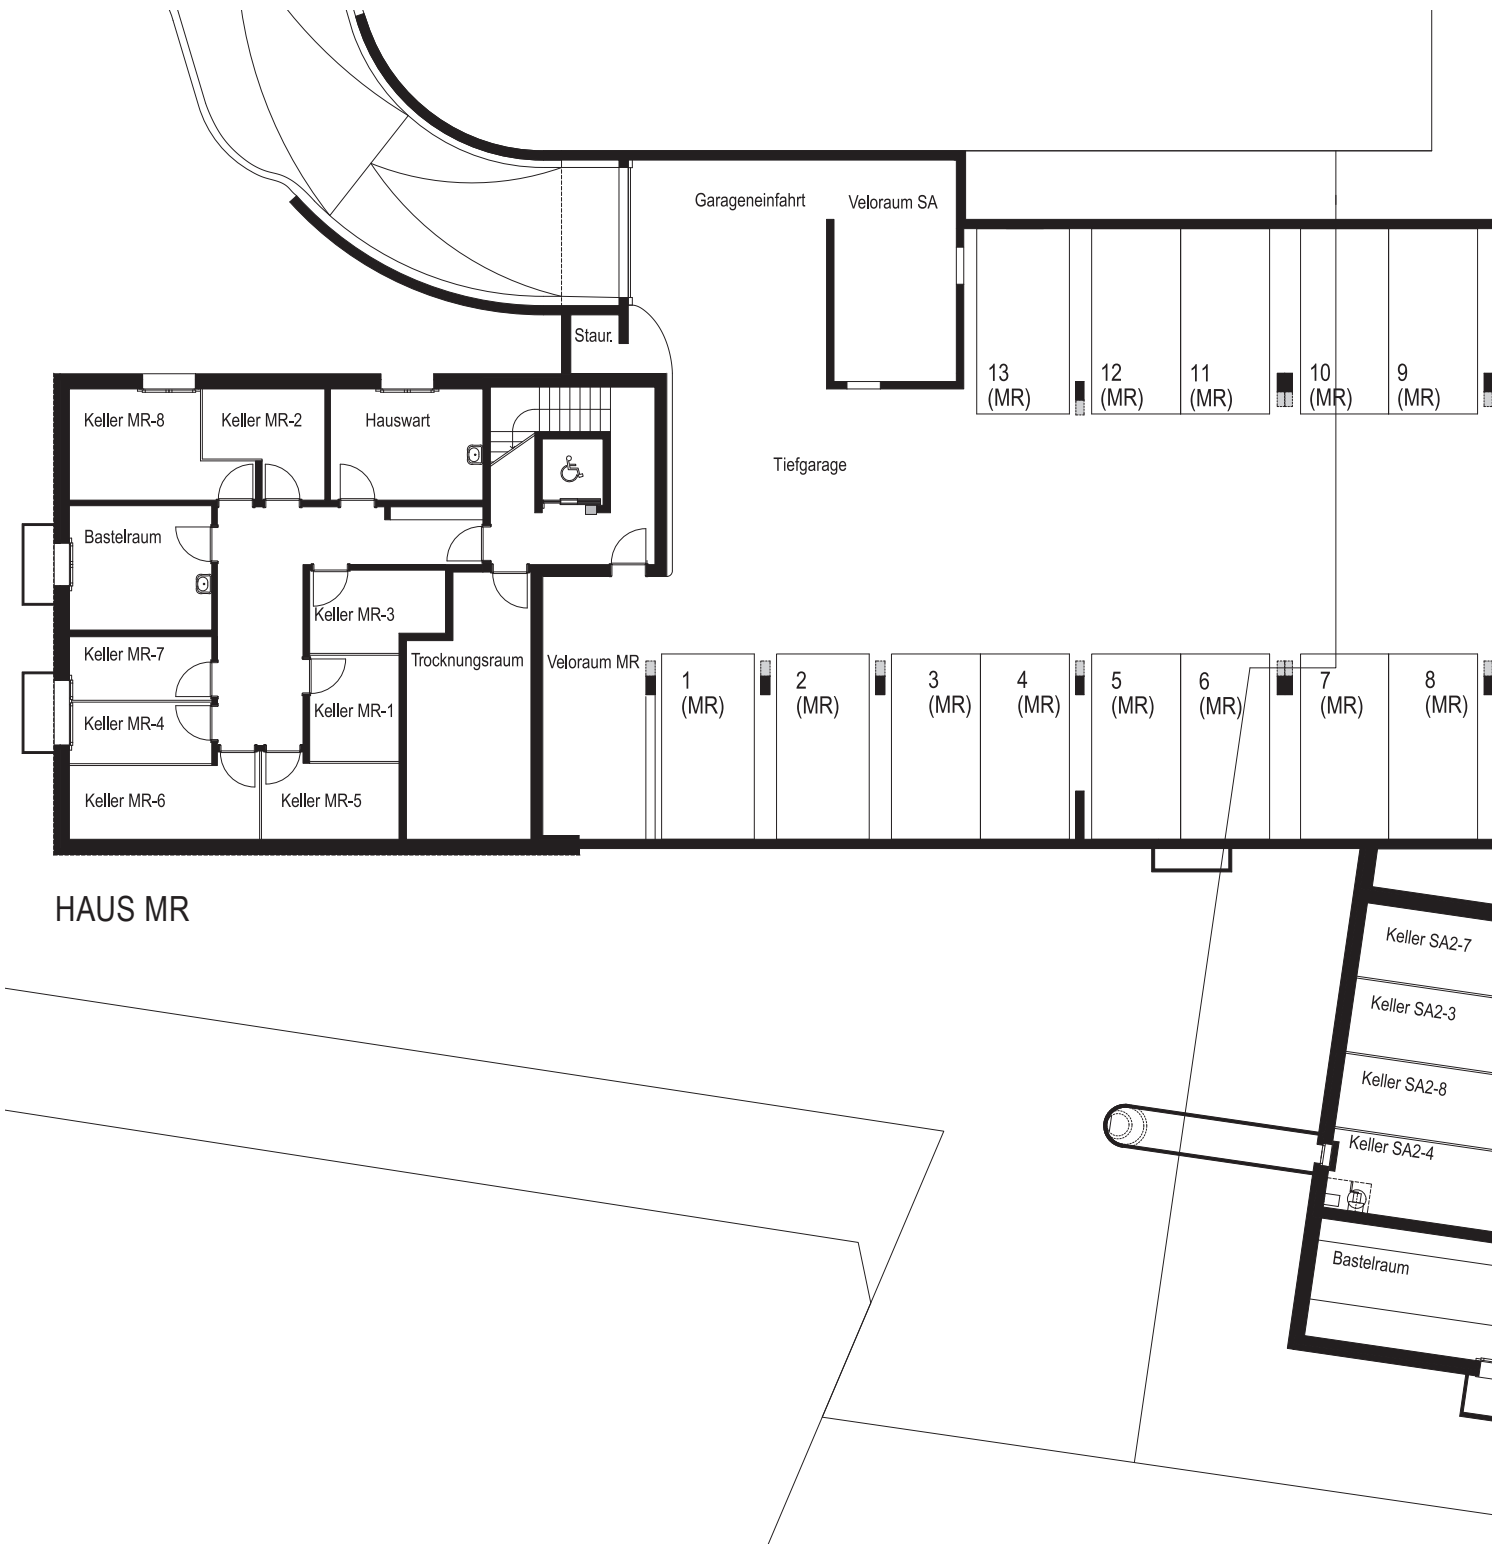 Garageneinfahrt
Veloraum SA
Staur.
13
(MR)
12
(MR)
11
(MR)
10
(MR)
9
(MR)
Keller MR-8
Keller MR-2
Hauswart
Tiefgarage
Bastelraum
Keller MR-3
Keller MR-7
Trocknungsraum
Veloraum MR
1
(MR)
2
(MR)
3
(MR)
4
(MR)
5
(MR)
6
(MR)
7
(MR)
8
(MR)
Keller MR-4
Keller MR-1
Keller MR-6
Keller MR-5
HAUS MR
Keller SA2-7
Keller SA2-3
Keller SA2-8
Keller SA2-4
Bastelraum